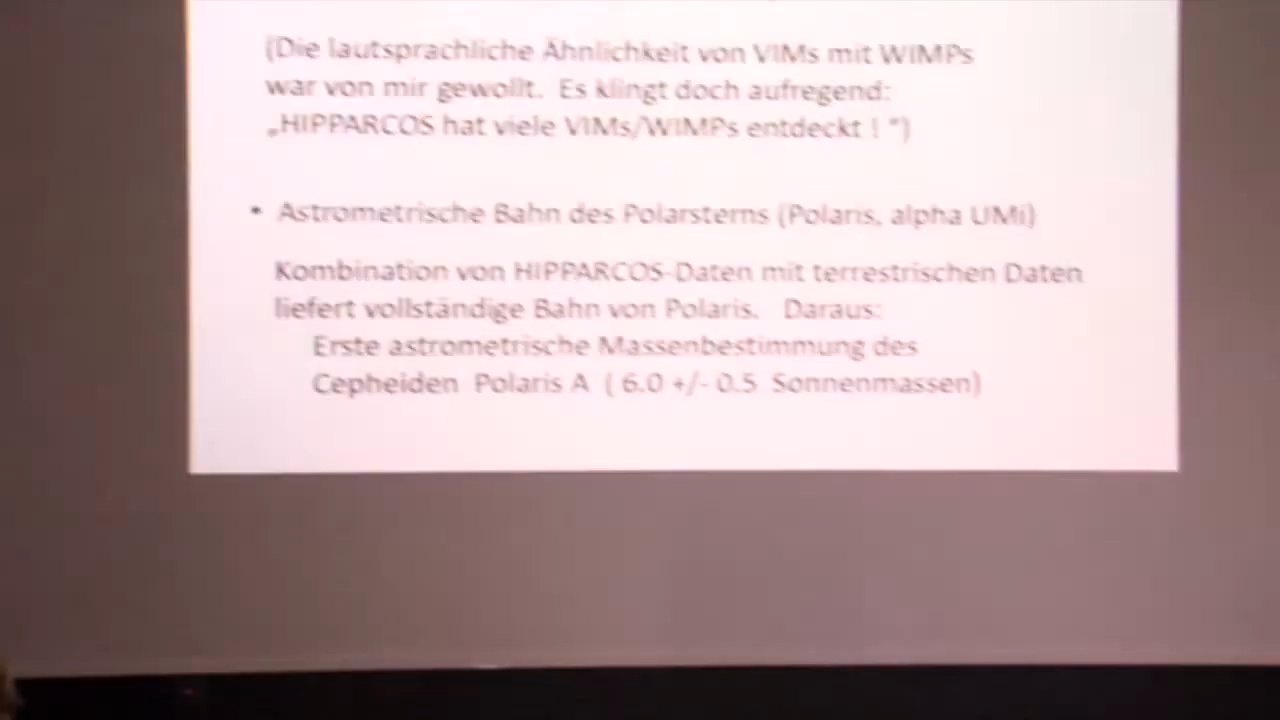 (Die lautsprachliche Ähnlichkeit von VIMs mit WIMPs
war von mir gewollt. Es klingt doch aufregend:
„HIPPARCOS hat viele VIMs/WIMPs entdeckt ! ")
• Astrometrische Bahn des Polarsterns (Polaris, alpha UMi)
Kombination von HIPPARCOS-Daten mit terrestrischen Daten
liefert vollständige Bahn von Polaris. Daraus:
Erste astrometrische Massenbestimmung des
Cepheiden Polaris A ( 6.0 +/- 0.5 Sonnenmassen)